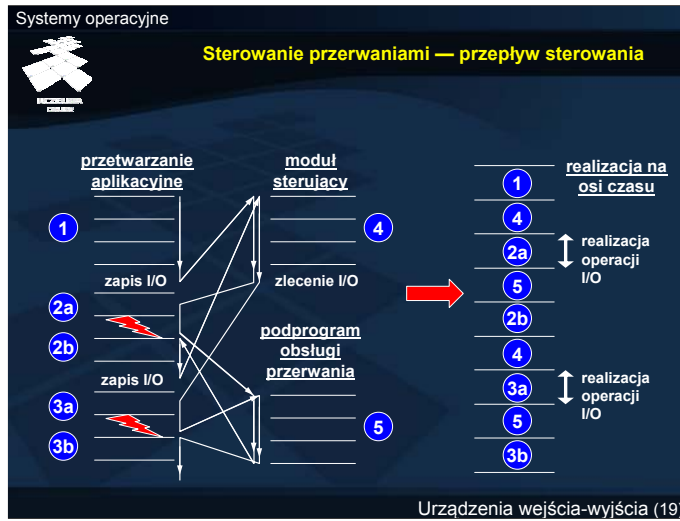 Systemy operacyjne
Sterowanie przerwaniami — przepływ sterowania
UCZELNIA
ONLINE
przetwarzanie
aplikacyjne
1
zapis I/O
2a
2b
zapis I/O
3a
3b
moduł
sterujący
4
zlecenie I/O
podprogram
obsługi
przerwania
5
realizacja na
osi czasu
1
4
2a
realizacja
operacji
I/O
5
2b
4
3a
realizacja
operacji
I/O
5
3b
Urządzenia wejścia-wyjścia (19